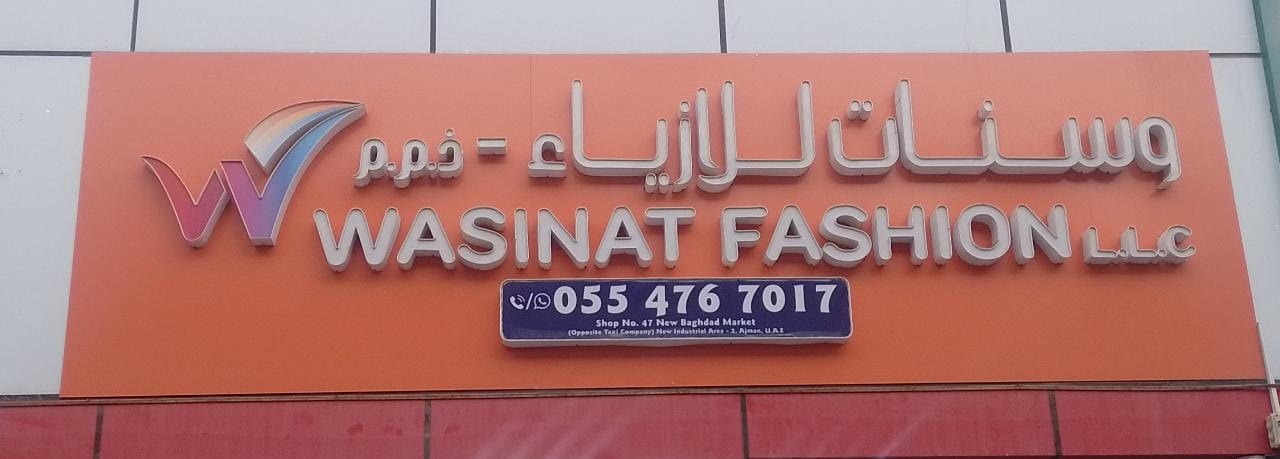 وسنات للازياء - ذ.م.م
WASINAT FASHION L.L.C
055 476 7017
Shop No. 47 New Baghdad Market
(Opposite Taxi Company) New Industrial Area - 2, Ajman, U.A.E